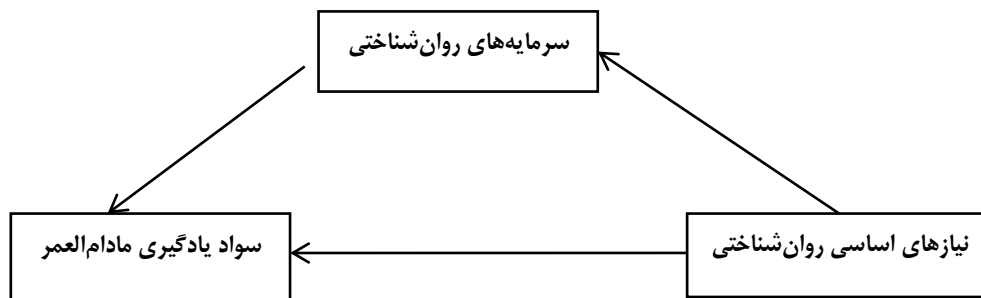 سرمایه‌های روان‌شناختی
نیازهای اساسی روان‌شناختی
سواد یادگیری مادام‌العمر